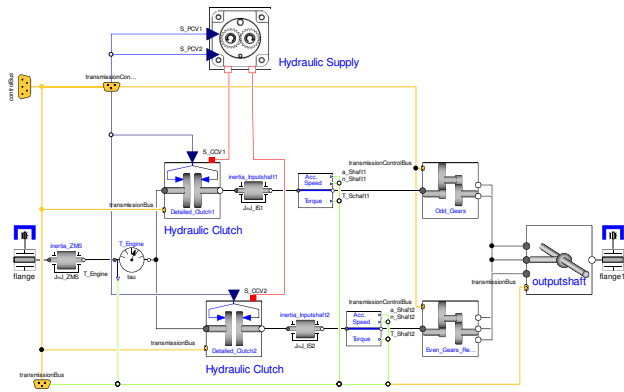 S_PCV1
S_PCV2
Hydraulic Supply
transmissionCon...
controlBus
S_CCV1
inertia_Inputshaft1
J=J_IS1
Detailed_Clutch1
transmissionBus
Hydraulic Clutch
Acc.
Speed
Torque
a_Shaft1
n_Shaft1
T_Schaft1
transmissionControlBus
Odd_Gears
flange
inertia_ZMS
J=J_ZMS
T_Engine
T_Engine
tau
outputshaft
transmissionBus
flange1
S_CCV2
inertia_Inputshaft2
J=J_IS2
Detailed_Clutch2
transmissionBus
Hydraulic Clutch
Acc.
Speed
Torque
a_Shaft2
n_Shaft2
T_Shaft2
transmissionControlBus
Even_Gears_Re...
transmissionBus